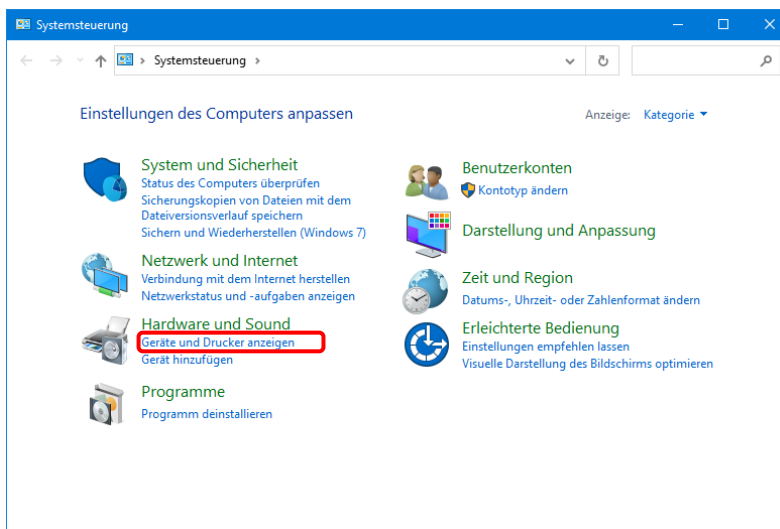 Systemsteuerung
Systemsteuerung
Einstellungen des Computers anpassen
Anzeige: Kategorie
System und Sicherheit
Status des Computers überprüfen
Sicherungskopien von Dateien mit dem
Dateiversionsverlauf speichern
Sichern und Wiederherstellen (Windows 7)
Netzwerk und Internet
Verbindung mit dem Internet herstellen
Netzwerkstatus und -aufgaben anzeigen
Hardware und Sound
Geräte und Drucker anzeigen
Gerät hinzufügen
Programme
Programm deinstallieren
Benutzerkonten
Kontotyp ändern
Darstellung und Anpassung
Zeit und Region
Datums-, Uhrzeit- oder Zahlenformat ändern
Erleichterte Bedienung
Einstellungen empfehlen lassen
Visuelle Darstellung des Bildschirms optimieren